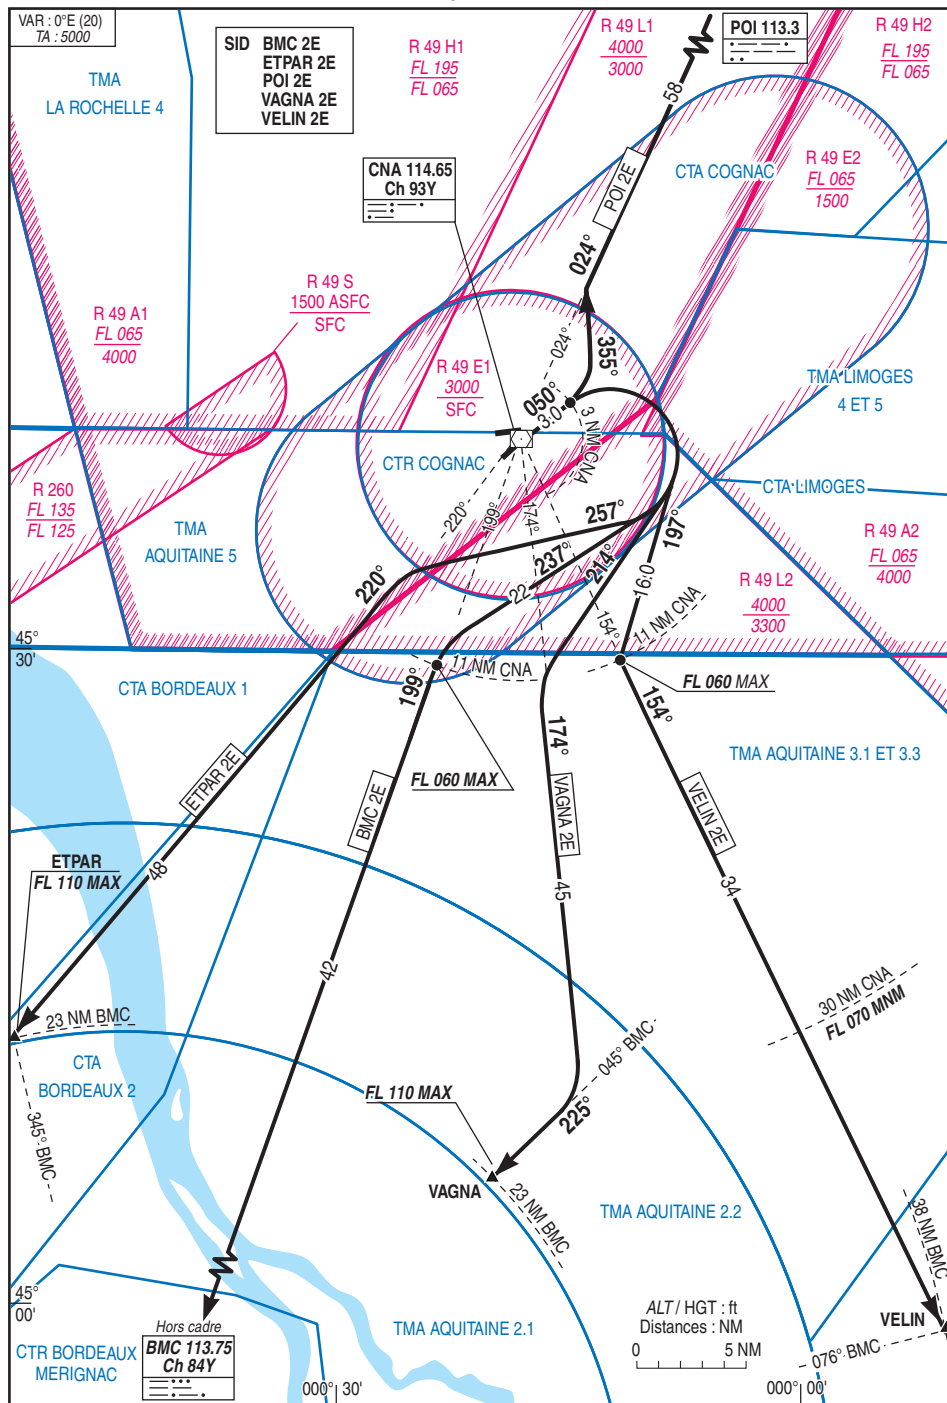 VAR : 0°E (20)
TA : 5000
SID BMC 2E
ETPAR 2E
POI 2E
VAGNA 2E
VELIN 2E
R 49 H1
FL 195
FL 065
R 49 L1
4000
3000
POI 113.3
R 49 H2
FL 195
FL 065
TMA
LA ROCHELLE 4
58
CNA 114.65
Ch 93Y
POI 2E
CTA COGNAC
R 49 E2
FL 065
1500
024°
R 49 S
1500 ASFC
SFC
R 49 A1
FL 065
4000
024°
355°
R 49 E1
3000
SFC
050°
3.0
3 NM CNA
TMA LIMOGES
4 ET 5
CTR COGNAC
CTA LIMOGES
R 260
FL 135
FL 125
TMA
AQUITAINE 5
220°
199°
174°
257°
197°
R 49 A2
FL 065
4000
220°
237°
22
214°
16.0
154°
R 49 L2
4000
3300
45°
30'
11 NM CNA
11 NM CNA
CTA BORDEAUX 1
199°
FL 060 MAX
154°
174°
TMA AQUITAINE 3.1 ET 3.3
ETPAR 2E
FL 060 MAX
BMC 2E
VAGNA 2E
VELIN 2E
ETPAR
FL 110 MAX
48
45
34
42
30 NM CNA
FL 070 MNM
23 NM BMC
045° BMC
CTA
BORDEAUX 2
FL 110 MAX
225°
345° BMC
VAGNA
23 NM BMC
TMA AQUITAINE 2.2
38 NM BMC
45°
00'
ALT / HGT : ft
Distances : NM
0 5 NM
VELIN
Hors cadre
BMC 113.75
Ch 84Y
TMA AQUITAINE 2.1
CTR BORDEAUX
MERIGNAC
076° BMC
000° 30'
000° 00'